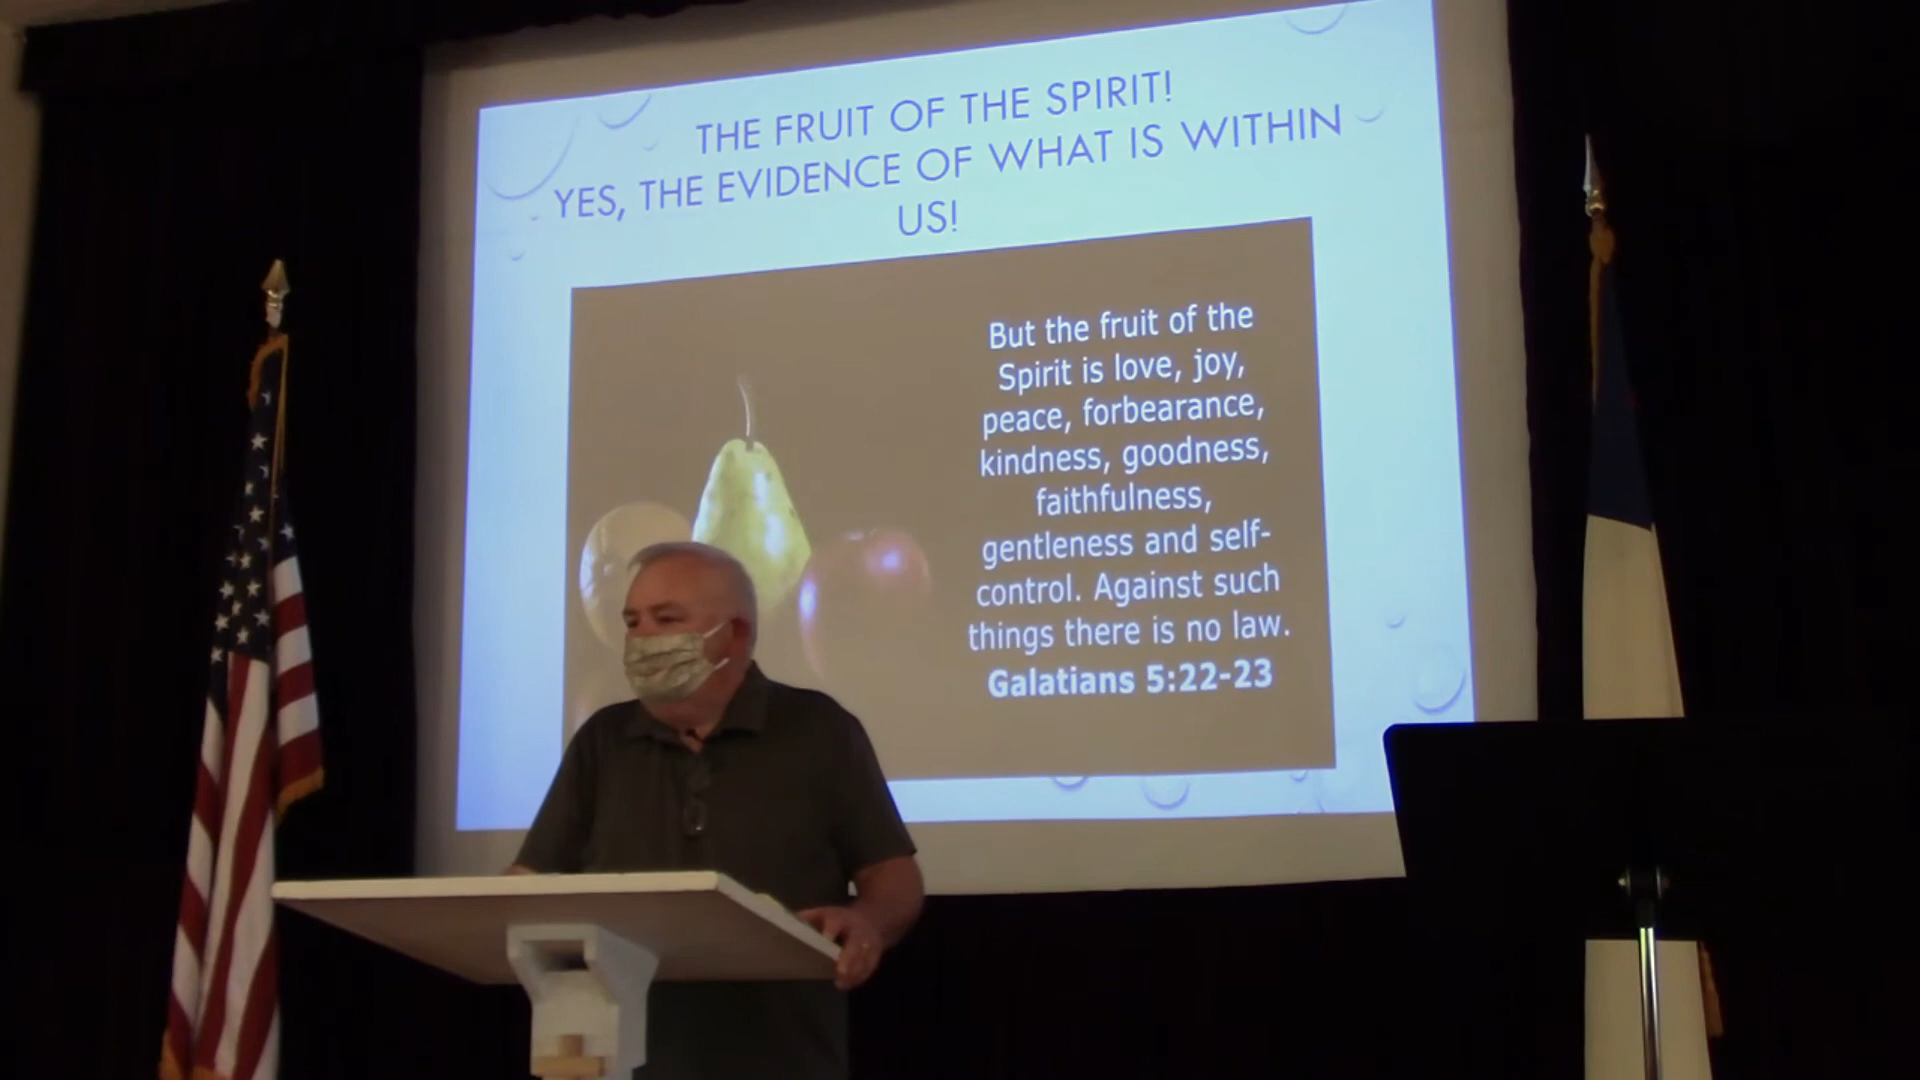 THE FRUIT OF THE SPIRIT!
YES, THE EVIDENCE OF WHAT IS WITHIN
US!
But the fruit of the
Spirit is love, joy,
peace, forbearance,
kindness, goodness,
faithfulness,
gentleness and self-
control. Against such
things there is no law.
Galatians 5:22-23